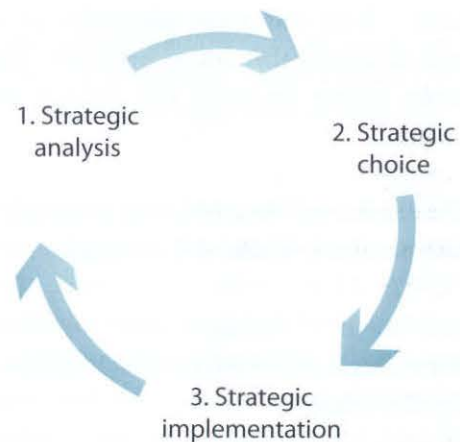 1. Strategic
analysis
2. Strategic
choice
3. Strategic
implementation